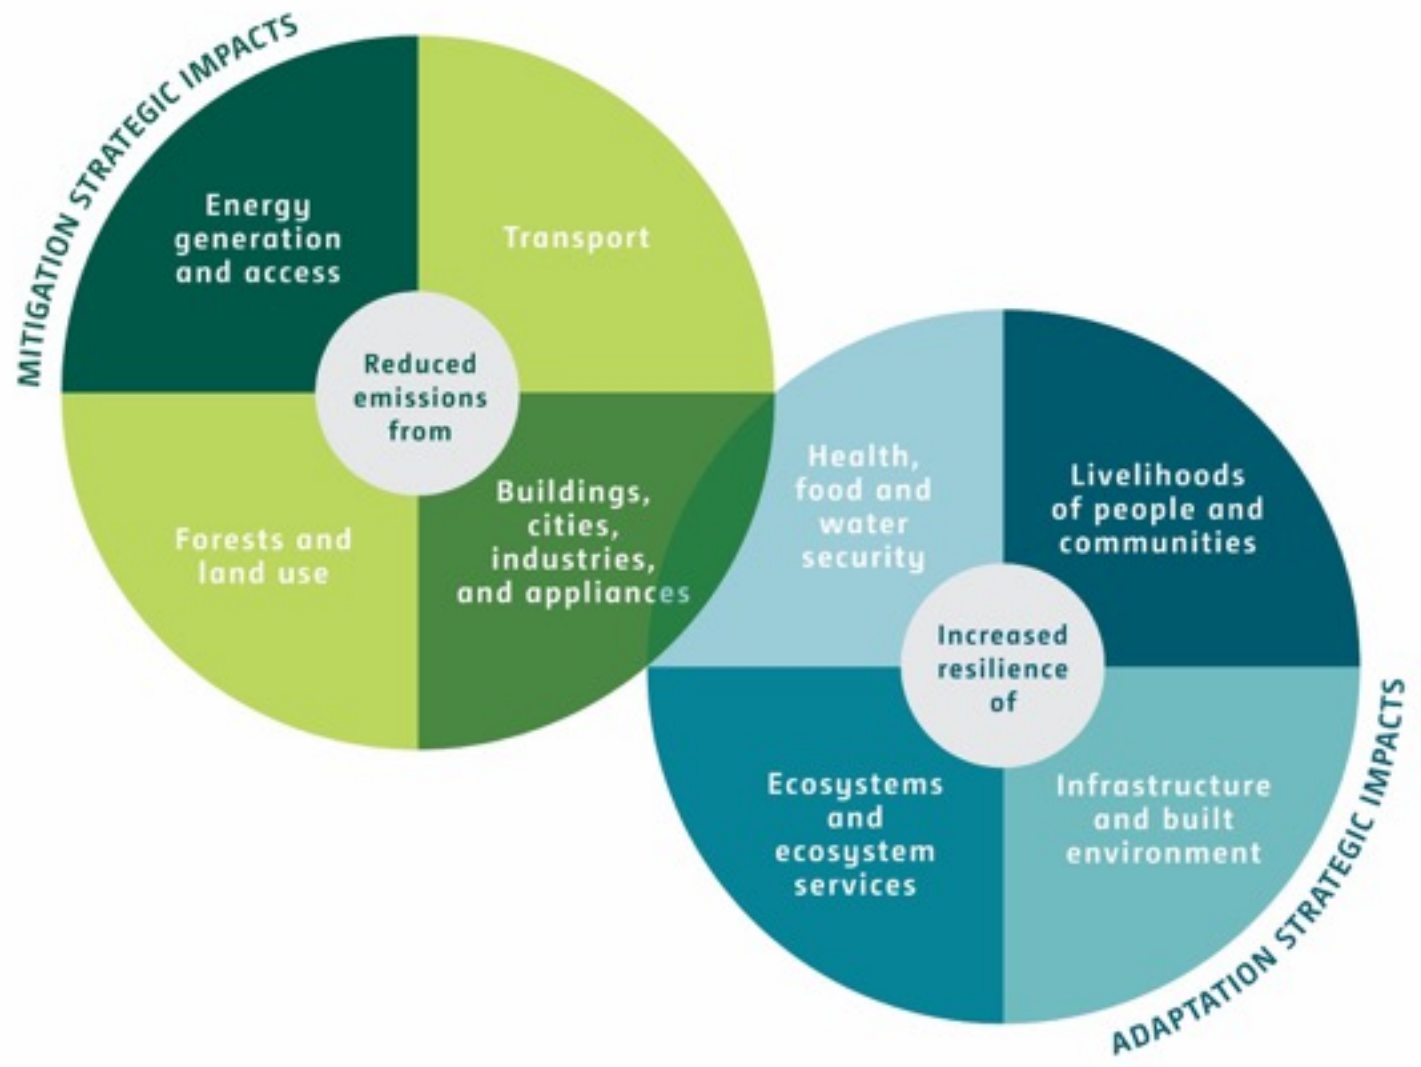 MITIGATION STRATEGIC IMPACTS
Energy
generation
and access
Transport
Reduced
emissions
from
Forests and
land use
Buildings,
cities,
industries,
and appliances
Health,
food and
water
security
Livelihoods
of people and
communities
Increased
resilience
of
Ecosystems
and
ecosystem
services
Infrastructure
and built
environment
ADAPTATION STRATEGIC IMPACTS